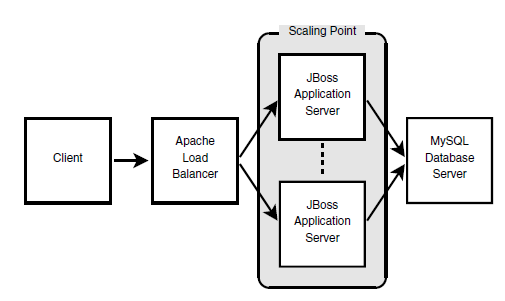 Scaling Point
JBoss
Application
Server
Client
Apache
Load
Balancer
MySQL
Database
Server
JBoss
Application
Server